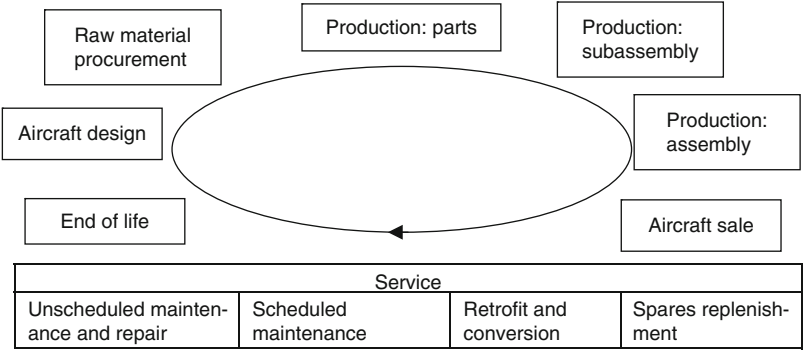 Raw material
procurement
Production: parts
Production:
subassembly
Aircraft design
Production:
assembly
End of life
Aircraft sale
Service
Unscheduled mainten-
ance and repair
Scheduled
maintenance
Retrofit and
conversion
Spares replenish-
ment